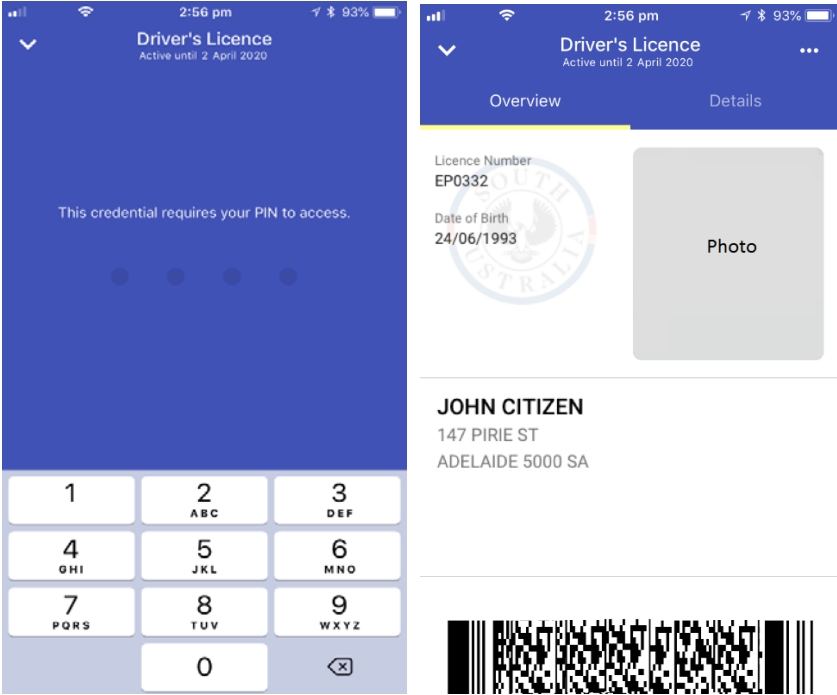 2:56 pm
93%
Driver's Licence
Active until 2 April 2020
This credential requires your PIN to access.
1
2
ABC
3
DEF
4
GHI
5
JKL
6
MNO
7
PQRS
8
TUV
9
WXYZ
0
2:56 pm
93%
Driver's Licence
Active until 2 April 2020
Overview
Details
Licence Number
EP0332
Date of Birth
24/06/1993
SOUTH AUSTRALIA
Photo
JOHN CITIZEN
147 PIRIE ST
ADELAIDE 5000 SA